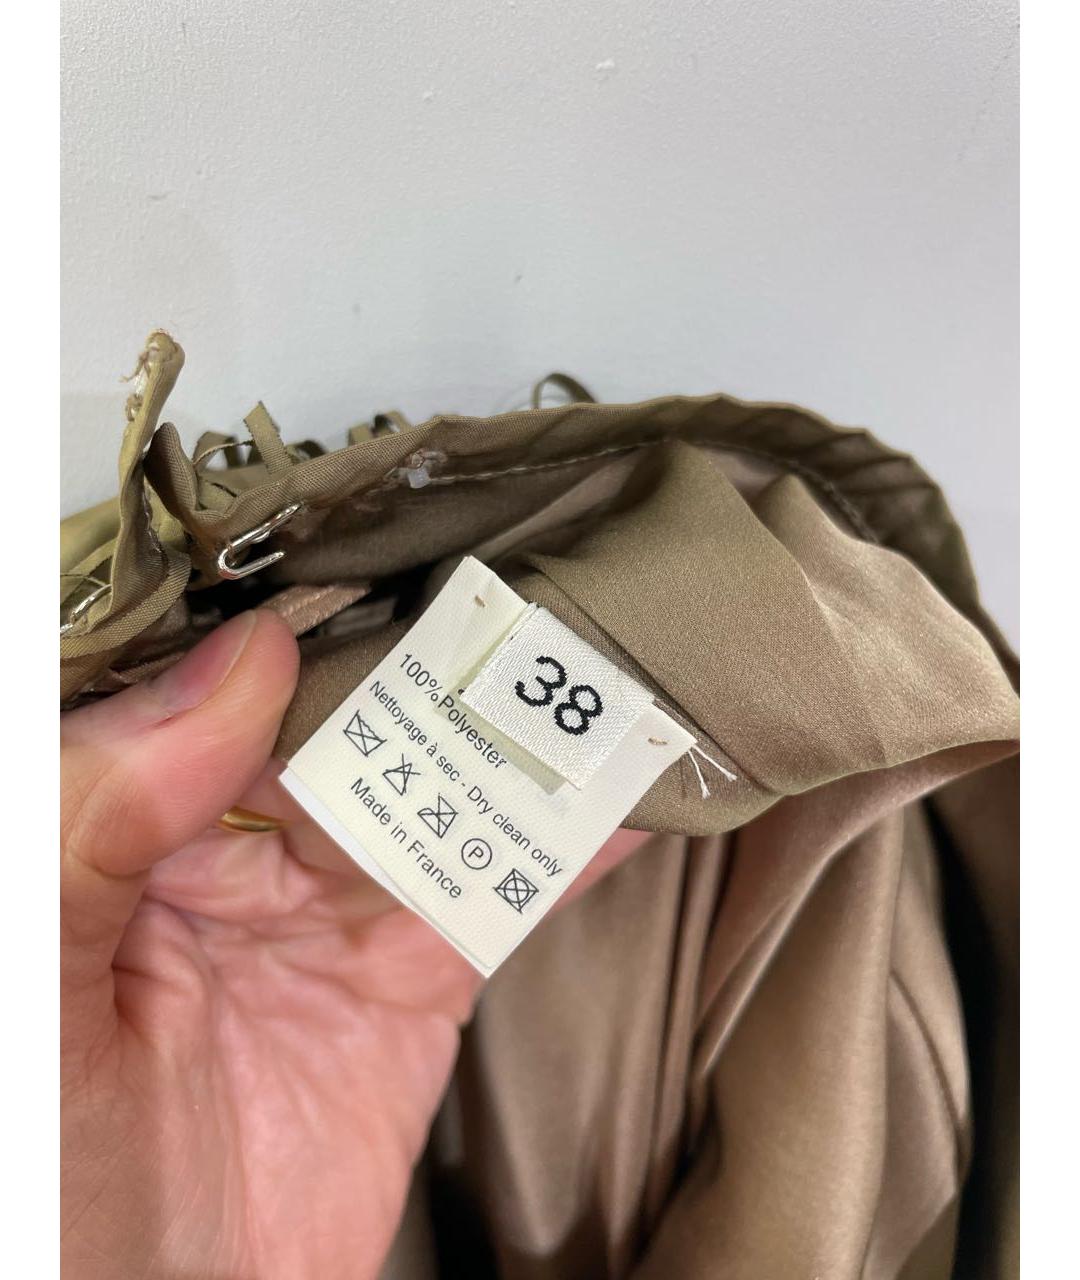 38
100% Polyester
Nettoyage à sec - Dry clean only
P
Made in France